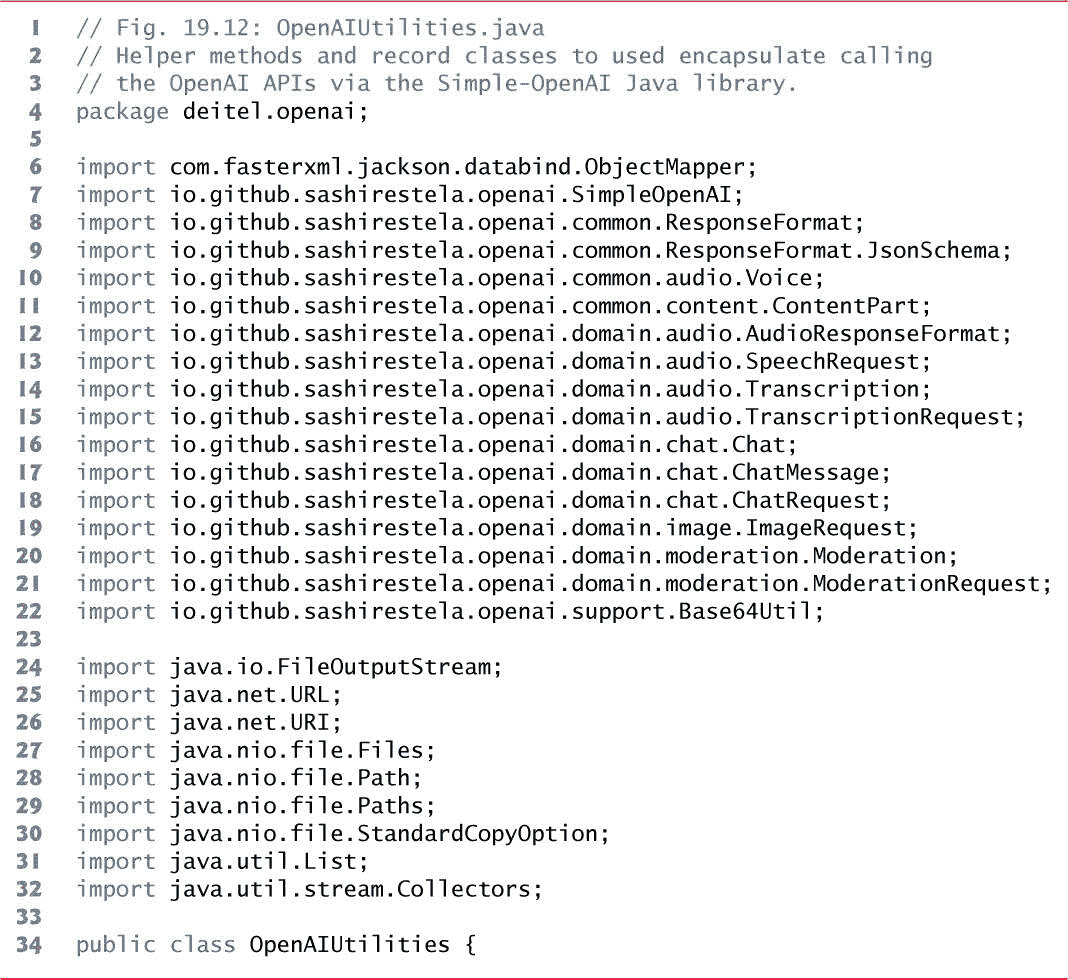 1 // Fig. 19.12: OpenAIUtilities.java
2 // Helper methods and record classes to used encapsulate calling
3 // the OpenAI APIs via the Simple-OpenAI Java library.
4 package deitel.openai;
5
6 import com.fasterxml.jackson.databind.ObjectMapper;
7 import io.github.sashirestela.openai.SimpleOpenAI;
8 import io.github.sashirestela.openai.common.ResponseFormat;
9 import io.github.sashirestela.openai.common.ResponseFormat.JsonSchema;
10 import io.github.sashirestela.openai.common.audio.Voice;
11 import io.github.sashirestela.openai.common.content.ContentPart;
12 import io.github.sashirestela.openai.domain.audio.AudioResponseFormat;
13 import io.github.sashirestela.openai.domain.audio.SpeechRequest;
14 import io.github.sashirestela.openai.domain.audio.Transcription;
15 import io.github.sashirestela.openai.domain.audio.TranscriptionRequest;
16 import io.github.sashirestela.openai.domain.chat.Chat;
17 import io.github.sashirestela.openai.domain.chat.ChatMessage;
18 import io.github.sashirestela.openai.domain.chat.ChatRequest;
19 import io.github.sashirestela.openai.domain.image.ImageRequest;
20 import io.github.sashirestela.openai.domain.moderation.Moderation;
21 import io.github.sashirestela.openai.domain.moderation.ModerationRequest;
22 import io.github.sashirestela.openai.support.Base64Util;
23
24 import java.io.FileOutputStream;
25 import java.net.URL;
26 import java.net.URI;
27 import java.nio.file.Files;
28 import java.nio.file.Path;
29 import java.nio.file.Paths;
30 import java.nio.file.StandardCopyOption;
31 import java.util.List;
32 import java.util.stream.Collectors;
33
34 public class OpenAIUtilities {